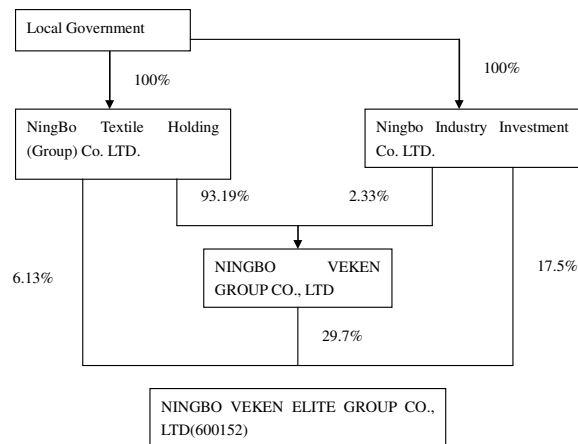 Local Government
100%
100%
NingBo Textile Holding
(Group) Co. LTD.
Ningbo Industry Investment
Co. LTD.
93.19%
2.33%
6.13%
17.5%
NINGBO VEKEN
GROUP CO., LTD
29.7%
NINGBO VEKEN ELITE GROUP CO.,
LTD(600152)